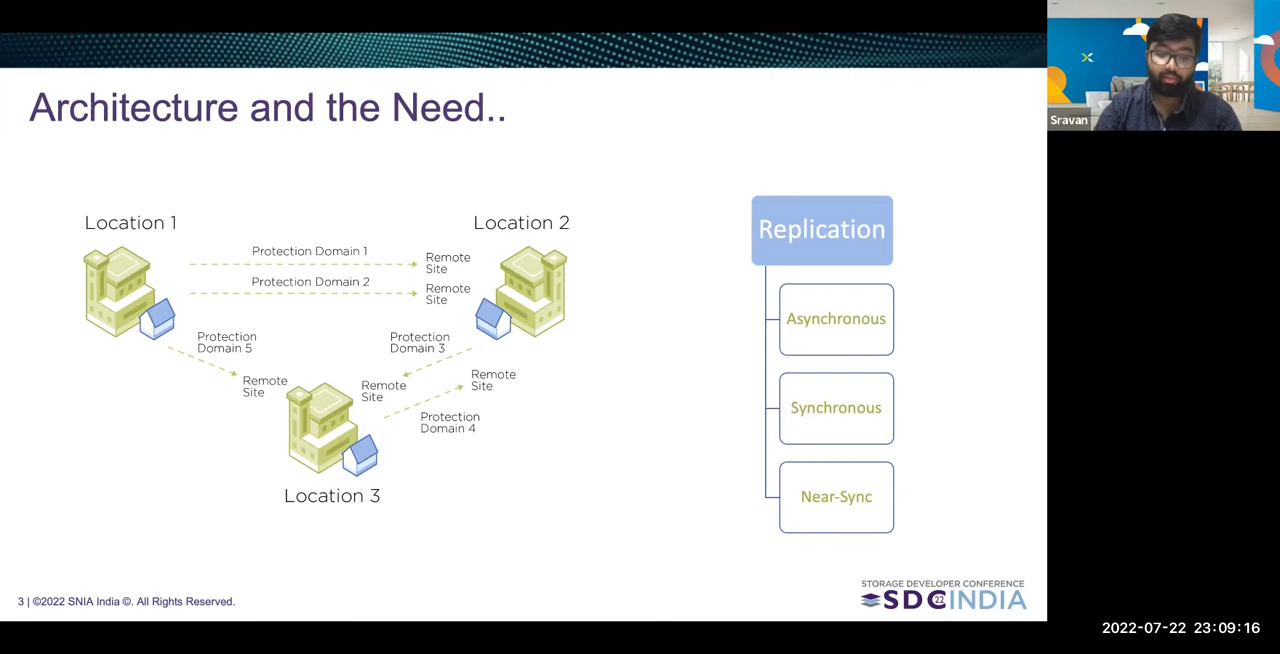 Architecture and the Need..
Location 1
Location 2
Protection Domain 1
Remote
Site
Protection Domain 2
Remote
Site
Protection
Domain 5
Protection
Domain 3
Remote
Site
Remote
Site
Remote
Site
Protection
Domain 4
Location 3
Replication
Asynchronous
Synchronous
Near-Sync
3 | ©2022 SNIA India ©. All Rights Reserved.
STORAGE DEVELOPER CONFERENCE
SDC 22 INDIA
Sravan
2022-07-22 23:09:16